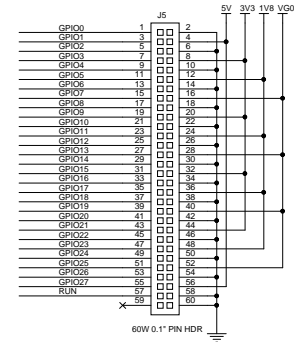 J5
5V 3V3 1V8 VG0
GPIO0 1 2
GPIO1 3 4
GPIO2 5 6
GPIO3 7 8
GPIO4 9 10
GPIO5 11 12
GPIO6 13 14
GPIO7 15 16
GPIO8 17 18
GPIO9 19 20
GPIO10 21 22
GPIO11 23 24
GPIO12 25 26
GPIO13 27 28
GPIO14 29 30
GPIO15 31 32
GPIO16 33 34
GPIO17 35 36
GPIO18 37 38
GPIO19 39 40
GPIO20 41 42
GPIO21 43 44
GPIO22 45 46
GPIO23 47 48
GPIO24 49 50
GPIO25 51 52
GPIO26 53 54
GPIO27 55 56
RUN 57 58
59 60
60W 0.1" PIN HDR